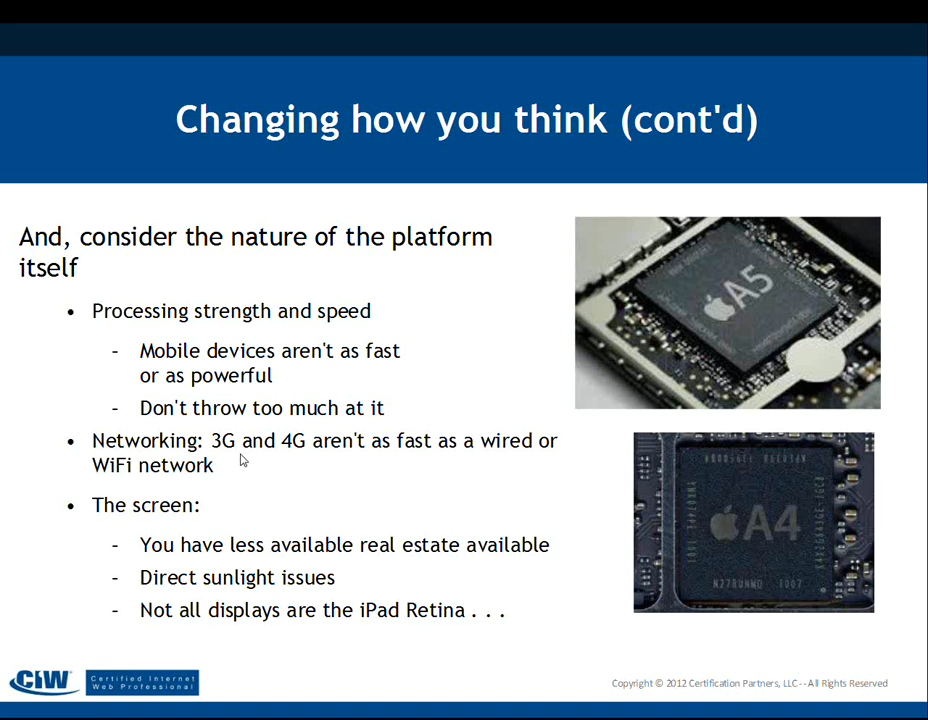 Changing how you think (cont'd)
And, consider the nature of the platform
itself
• Processing strength and speed
- Mobile devices aren't as fast
or as powerful
- Don't throw too much at it
• Networking: 3G and 4G aren't as fast as a wired or
WiFi network
• The screen:
- You have less available real estate available
- Direct sunlight issues
- Not all displays are the iPad Retina . . .
A5
A4
N27RUNMD 1007
CIW
Certified Internet
Web Professional
Copyright © 2012 Certification Partners, LLC -- All Rights Reserved